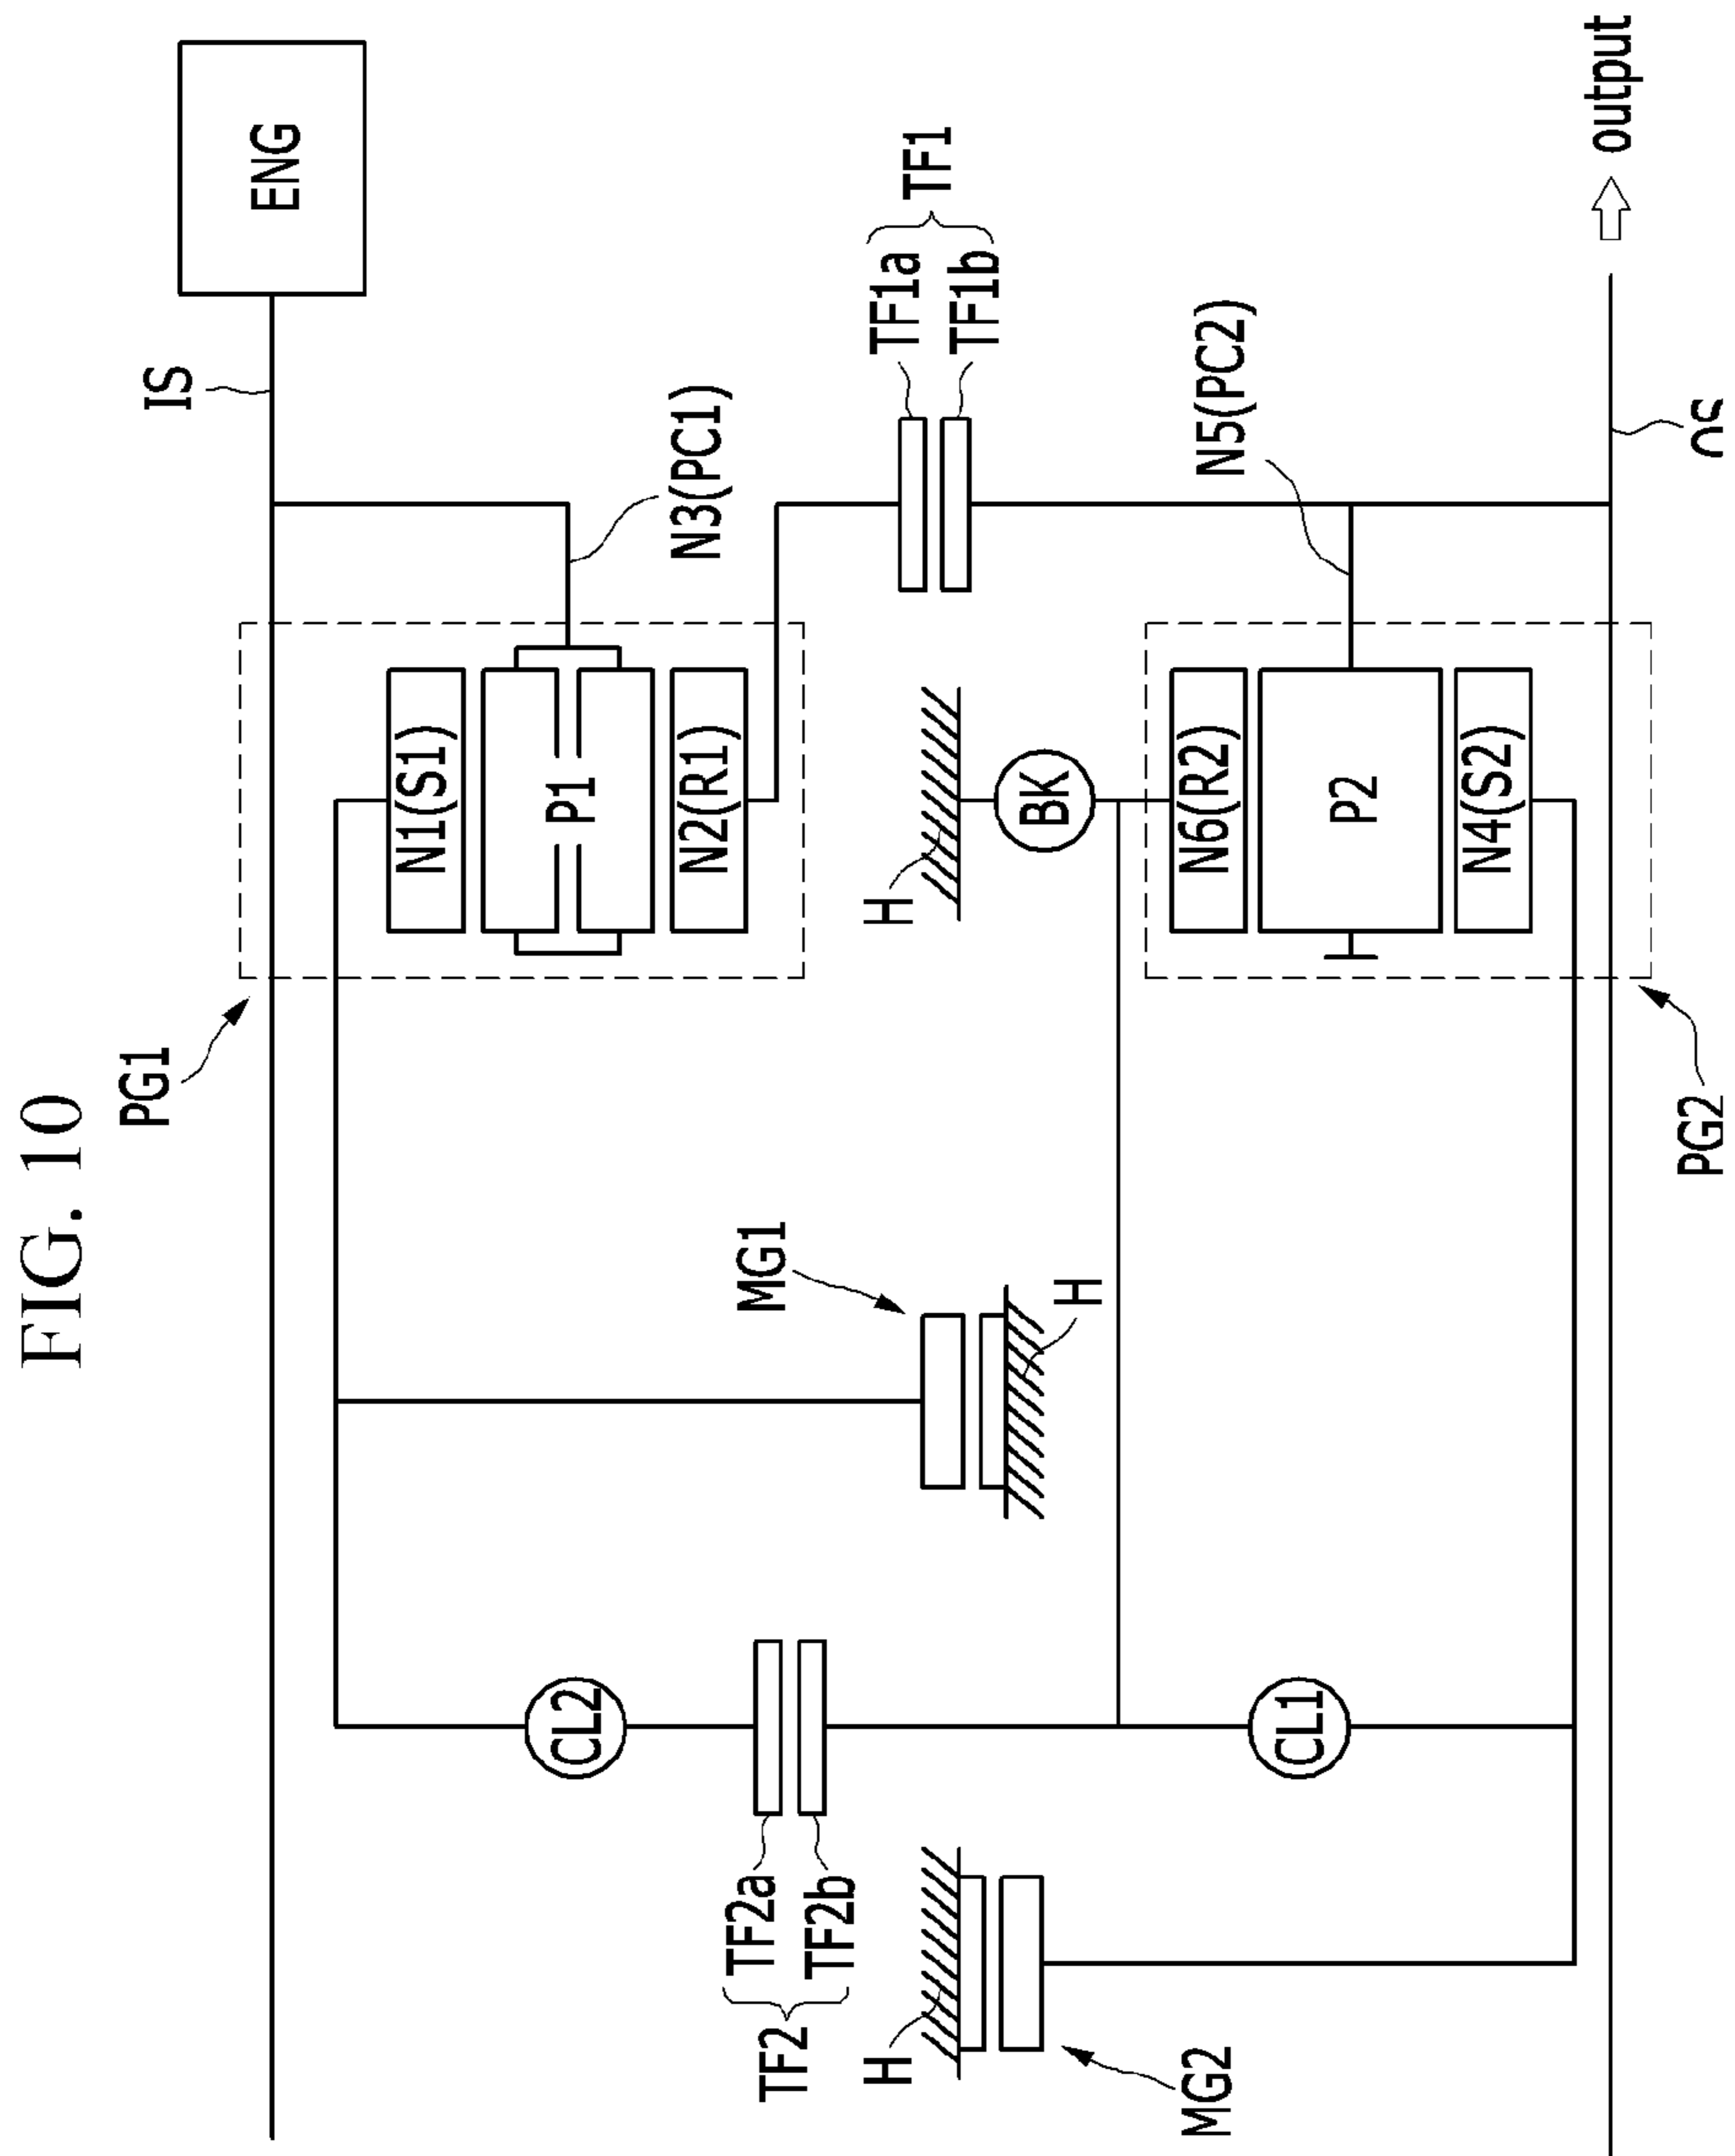 FIG. 10
PG1
IS
ENG
N1(S1)
CL2
P1
N2(R1)
N3(PC1)
TF2a
MG1
TF2
TF2b
H
H
TF1a
TF1
TF1b
H
BK
MG2
N6(R2)
N5(PC2)
CL1
P2
N4(S2)
output
PG2